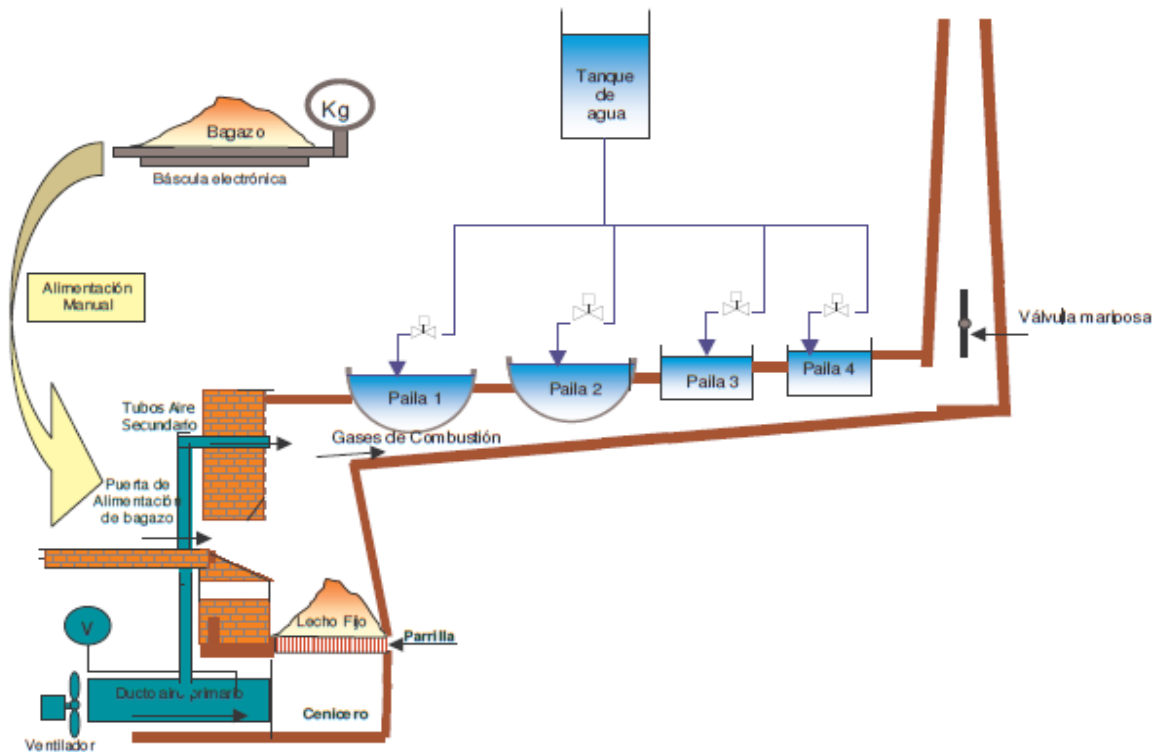 Tanque
de
agua
Kg
Bagazo
Báscula electrónica
Alimentación
Manual
Válvula mariposa
Paila 1
Paila 2
Paila 3
Paila 4
Tubos Aire
Secundario
Gases de Combustión
Puerta de
Alimentación
de bagazo
Lecho Fijo
Parrilla
V
Ducto aire primario
Cenicero
Ventilador